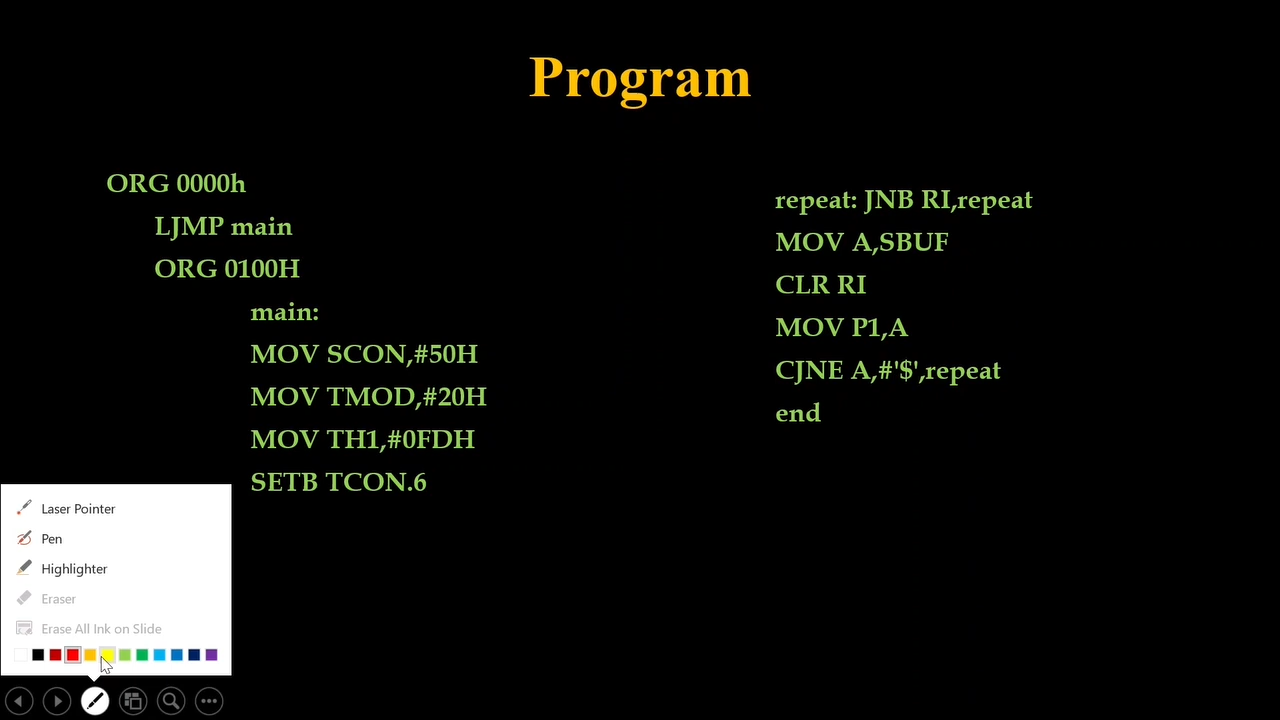 Program
ORG 0000h
LJMP main
ORG 0100H
main:
MOV SCON,#50H
MOV TMOD,#20H
MOV TH1,#0FDH
SETB TCON.6
repeat: JNB RI,repeat
MOV A,SBUF
CLR RI
MOV P1,A
CJNE A,#'$',repeat
end
Laser Pointer
Pen
Highlighter
Eraser
Erase All Ink on Slide